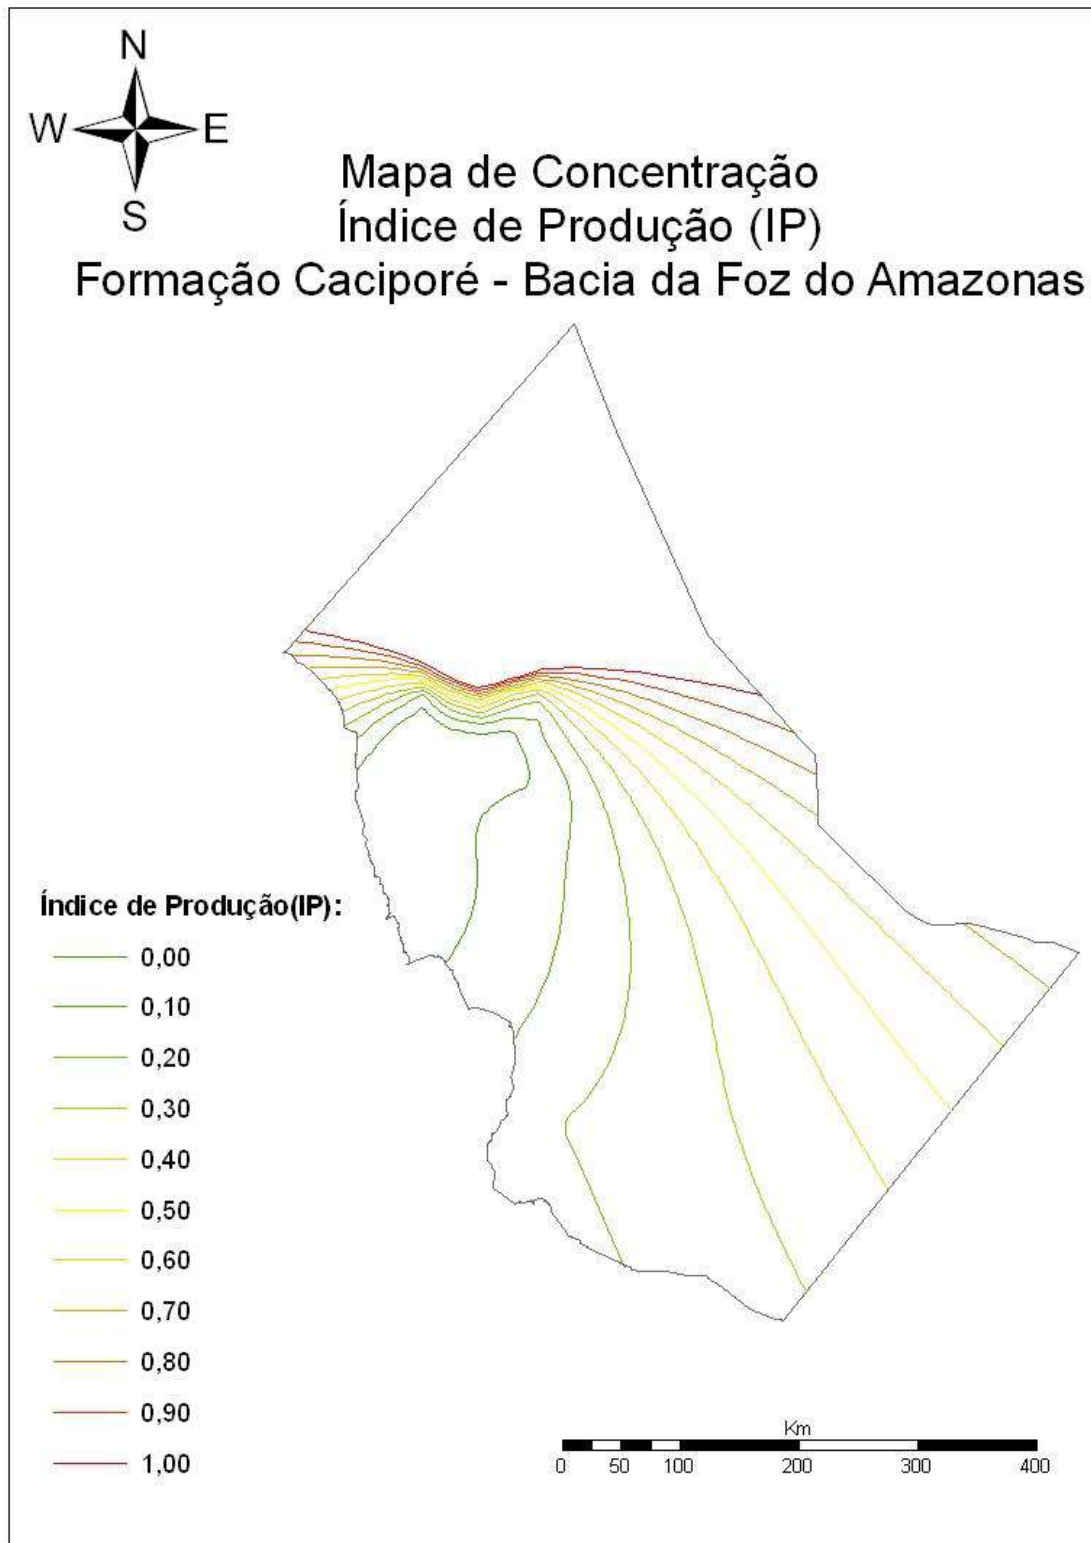 N
W E
S
Mapa de Concentração
Índice de Produção (IP)
Formação Caciporé - Bacia da Foz do Amazonas
Índice de Produção(IP):
0,00
0,10
0,20
0,30
0,40
0,50
0,60
0,70
0,80
0,90
1,00
Km
0 50 100 200 300 400